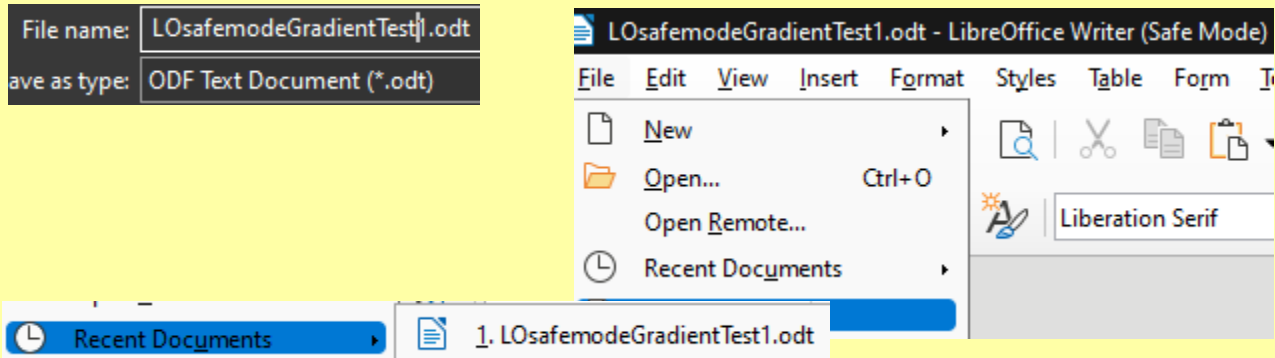 File name: LOsafemodeGradientTest1.odt
ave as type: ODF Text Document (*.odt)
LOsafemodeGradientTest1.odt - LibreOffice Writer (Safe Mode)
File Edit View Insert Format Styles Table Form
New
Open... Ctrl+O
Open Remote...
Liberation Serif
Recent Documents
Recent Documents 1. LOsafemodeGradientTest1.odt